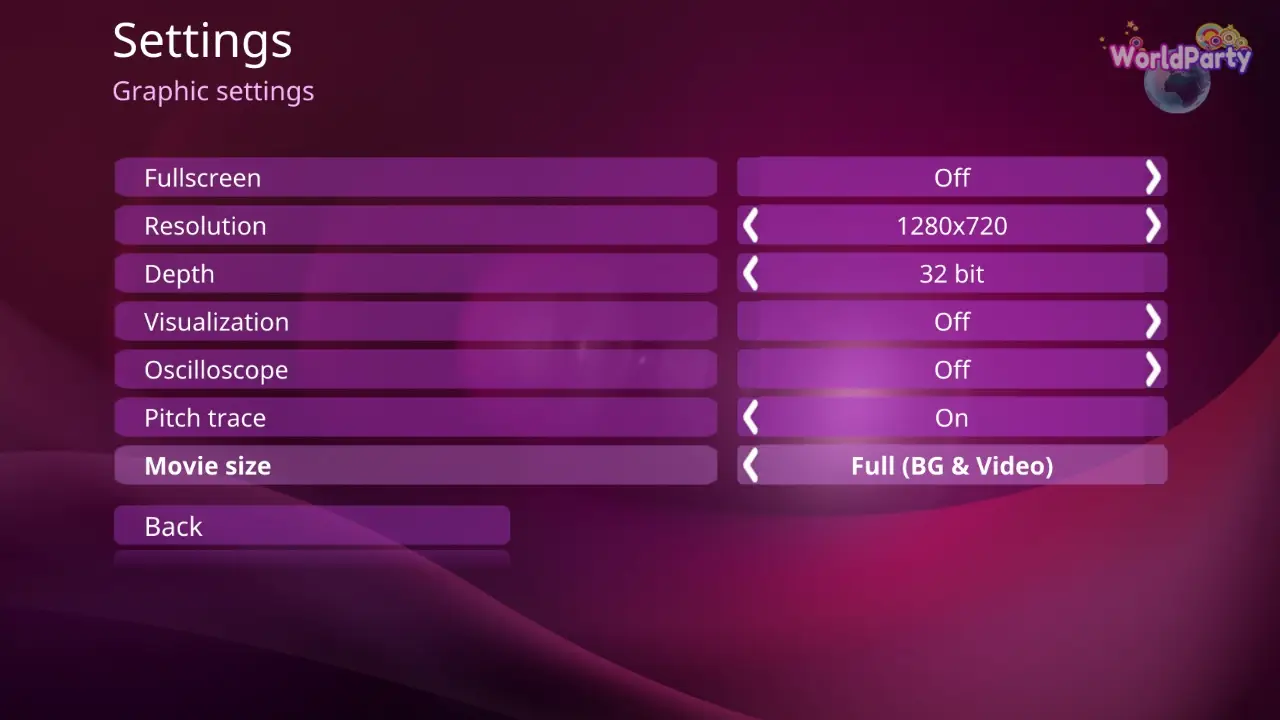 Settings
Graphic settings
WorldParty
Fullscreen Off
Resolution 1280x720
Depth 32 bit
Visualization Off
Oscilloscope Off
Pitch trace On
Movie size Full (BG & Video)
Back